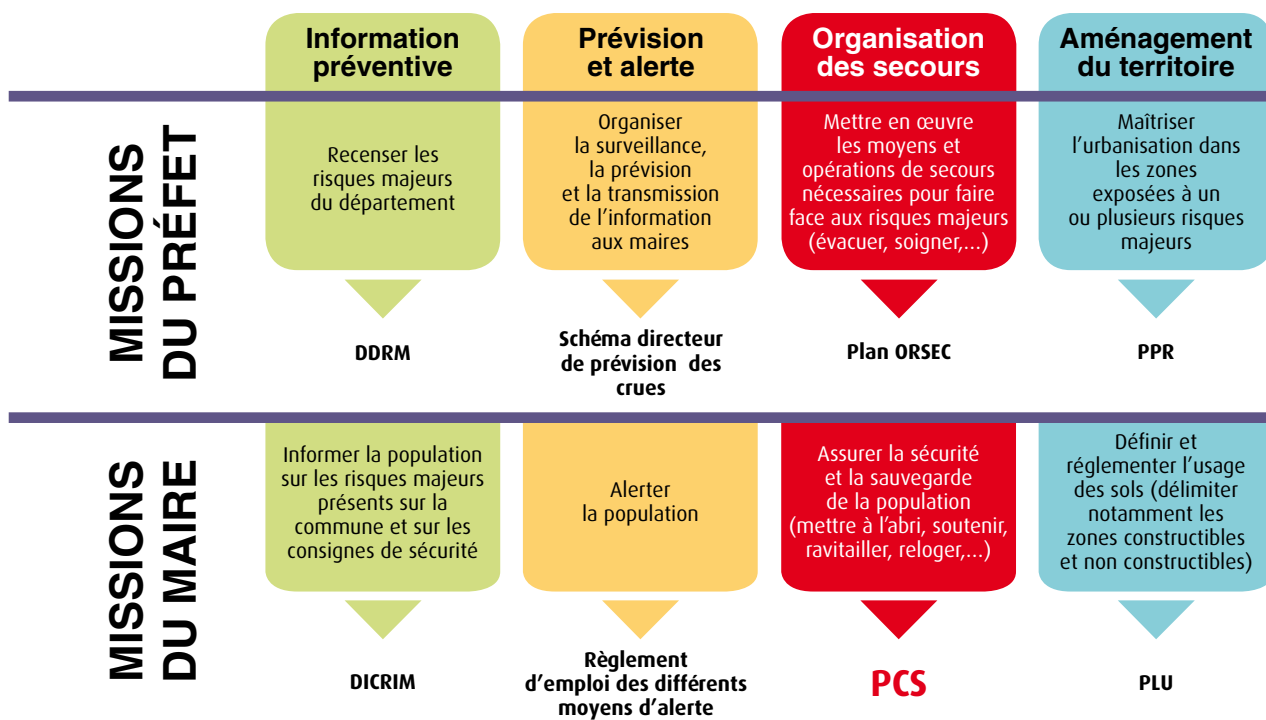 Information
préventive
Prévision
et alerte
Organisation
des secours
Aménagement
du territoire
MISSIONS
DU PRÉFET
Recenser les
risques majeurs
du département
Organiser
la surveillance,
la prévision
et la transmission
de l'information
aux maires
Mettre en œuvre
les moyens et
opérations de secours
nécessaires pour faire
face aux risques majeurs
(évacuer, soigner,...)
Maîtriser
l'urbanisation dans
les zones
exposées à un
ou plusieurs risques
majeurs
DDRM
Schéma directeur
de prévision des
crues
Plan ORSEC
PPR
MISSIONS
DU MAIRE
Informer la population
sur les risques majeurs
présents sur la
commune et sur les
consignes de sécurité
Alerter
la population
Assurer la sécurité
et la sauvegarde
de la population
(mettre à l'abri, soutenir,
ravitailler, reloger,...)
Définir et
réglementer l'usage
des sols (délimiter
notamment les
zones constructibles
et non constructibles)
DICRIM
Règlement
d'emploi des différents
moyens d'alerte
PCS
PLU